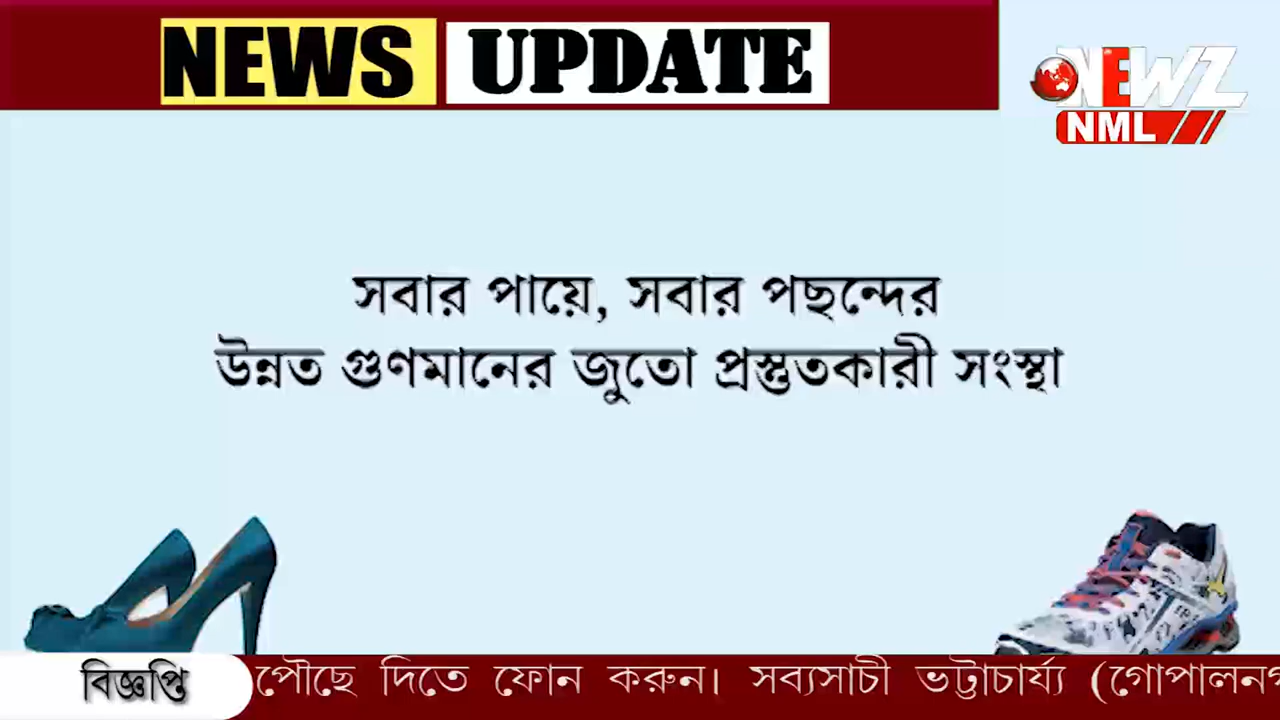 NEWS UPDATE
NEWZ
NML
সবার পায়ে, সবার পছন্দের
উন্নত গুণমানের জুতো প্রস্তুতকারী সংস্থা
বিজ্ঞপ্তি
পৌছে দিতে ফোন করুন। সব্যসাচী ভট্টাচার্য্য (গোপালনগ